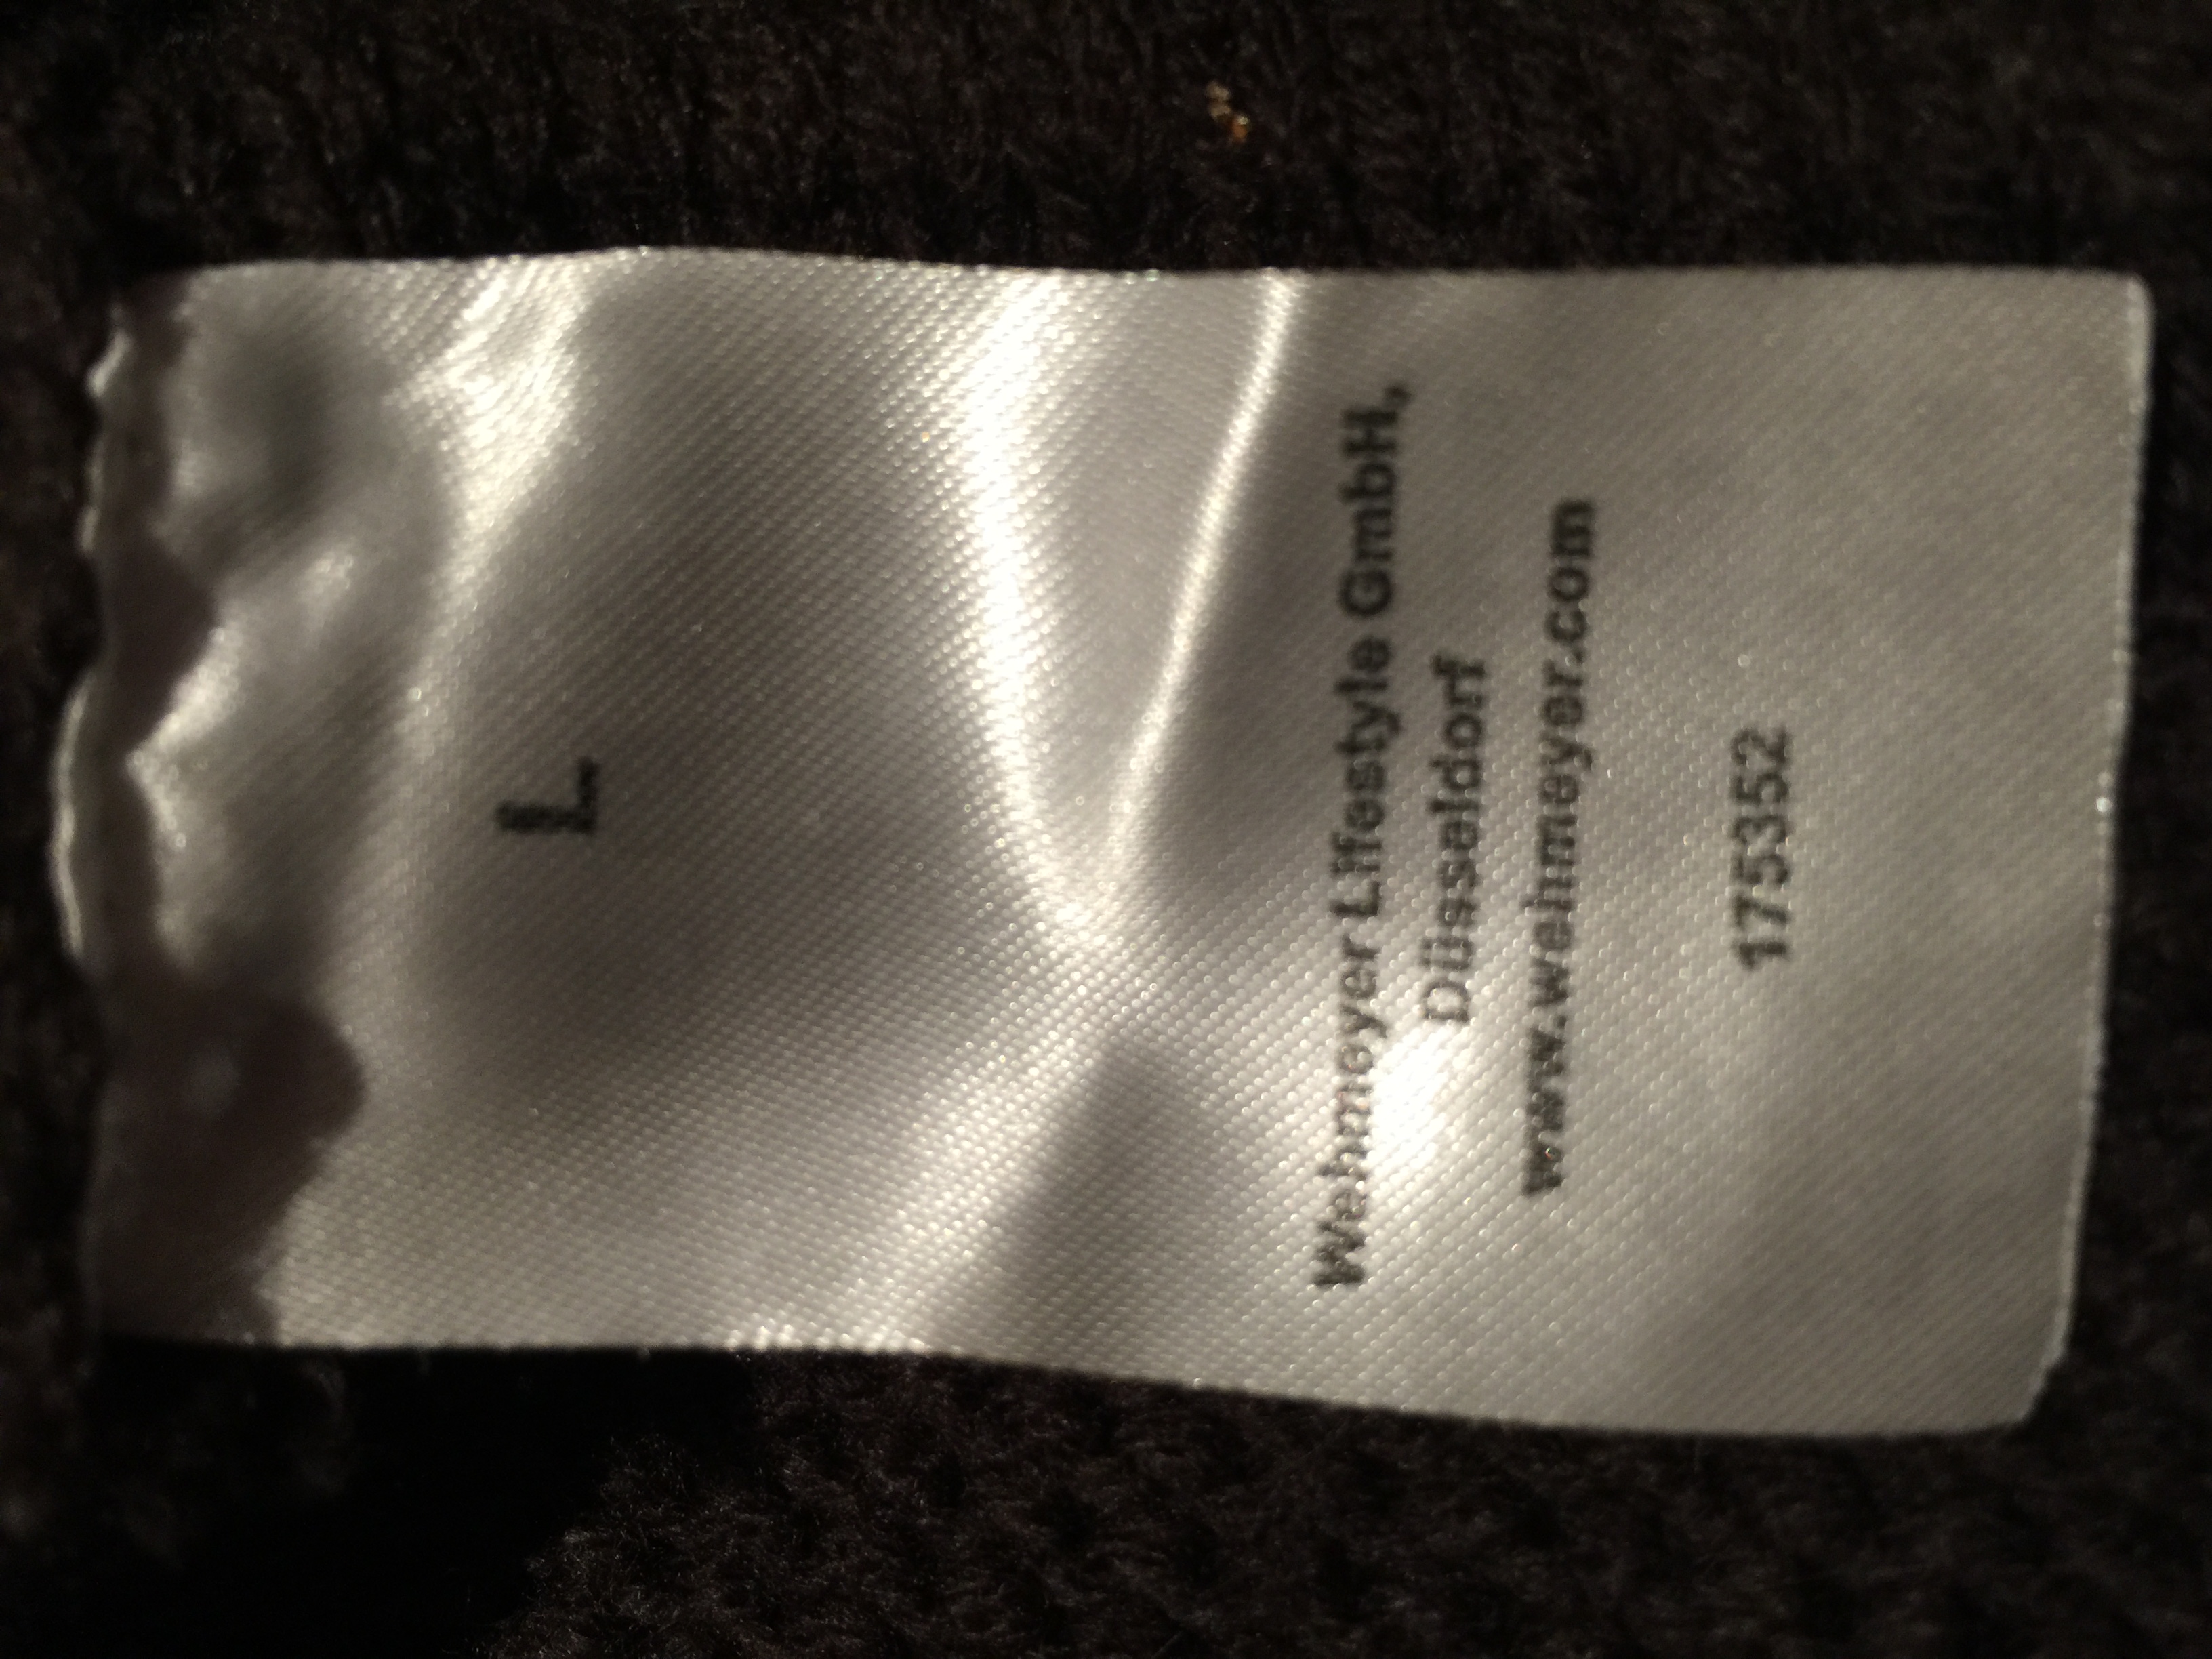 L
Wehmeyer Lifestyle GmbH,
Düsseldorf
www.wehmeyer.com
175352